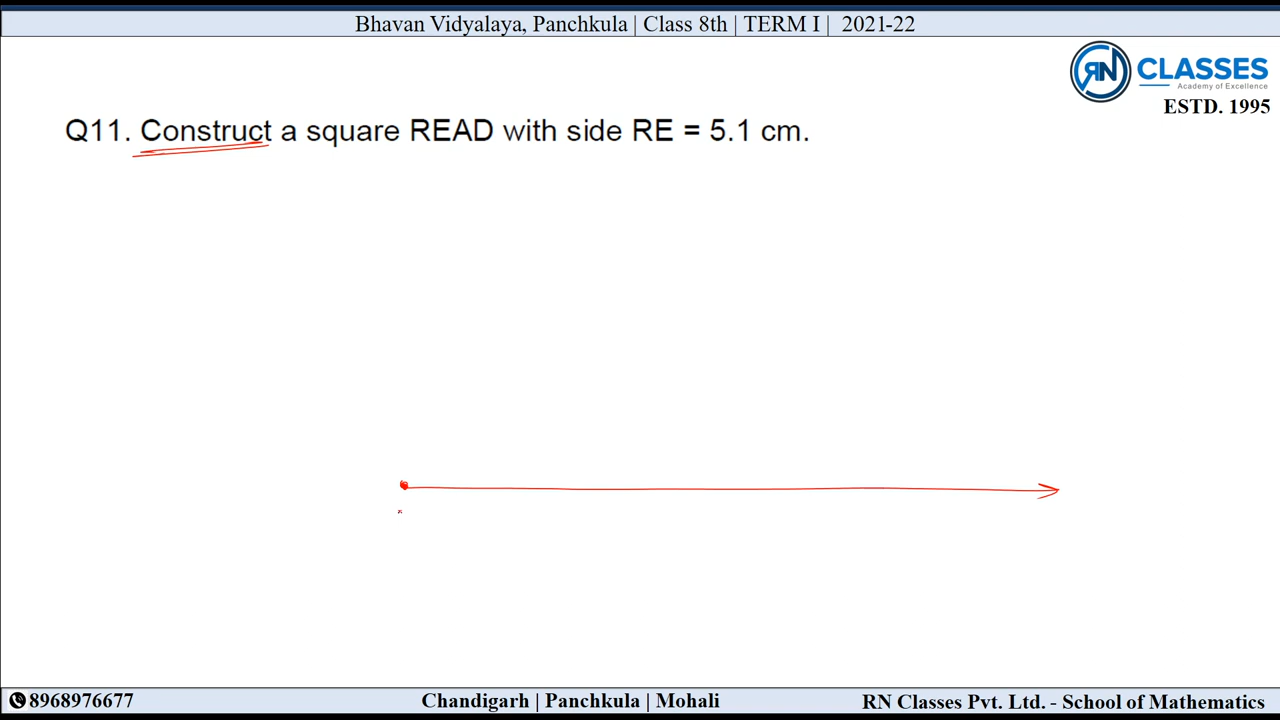 Bhavan Vidyalaya, Panchkula | Class 8th | TERM I | 2021-22
RN CLASSES
Academy of Excellence
ESTD. 1995
Q11. Construct a square READ with side RE = 5.1 cm.
8968976677
Chandigarh | Panchkula | Mohali
RN Classes Pvt. Ltd. - School of Mathematics